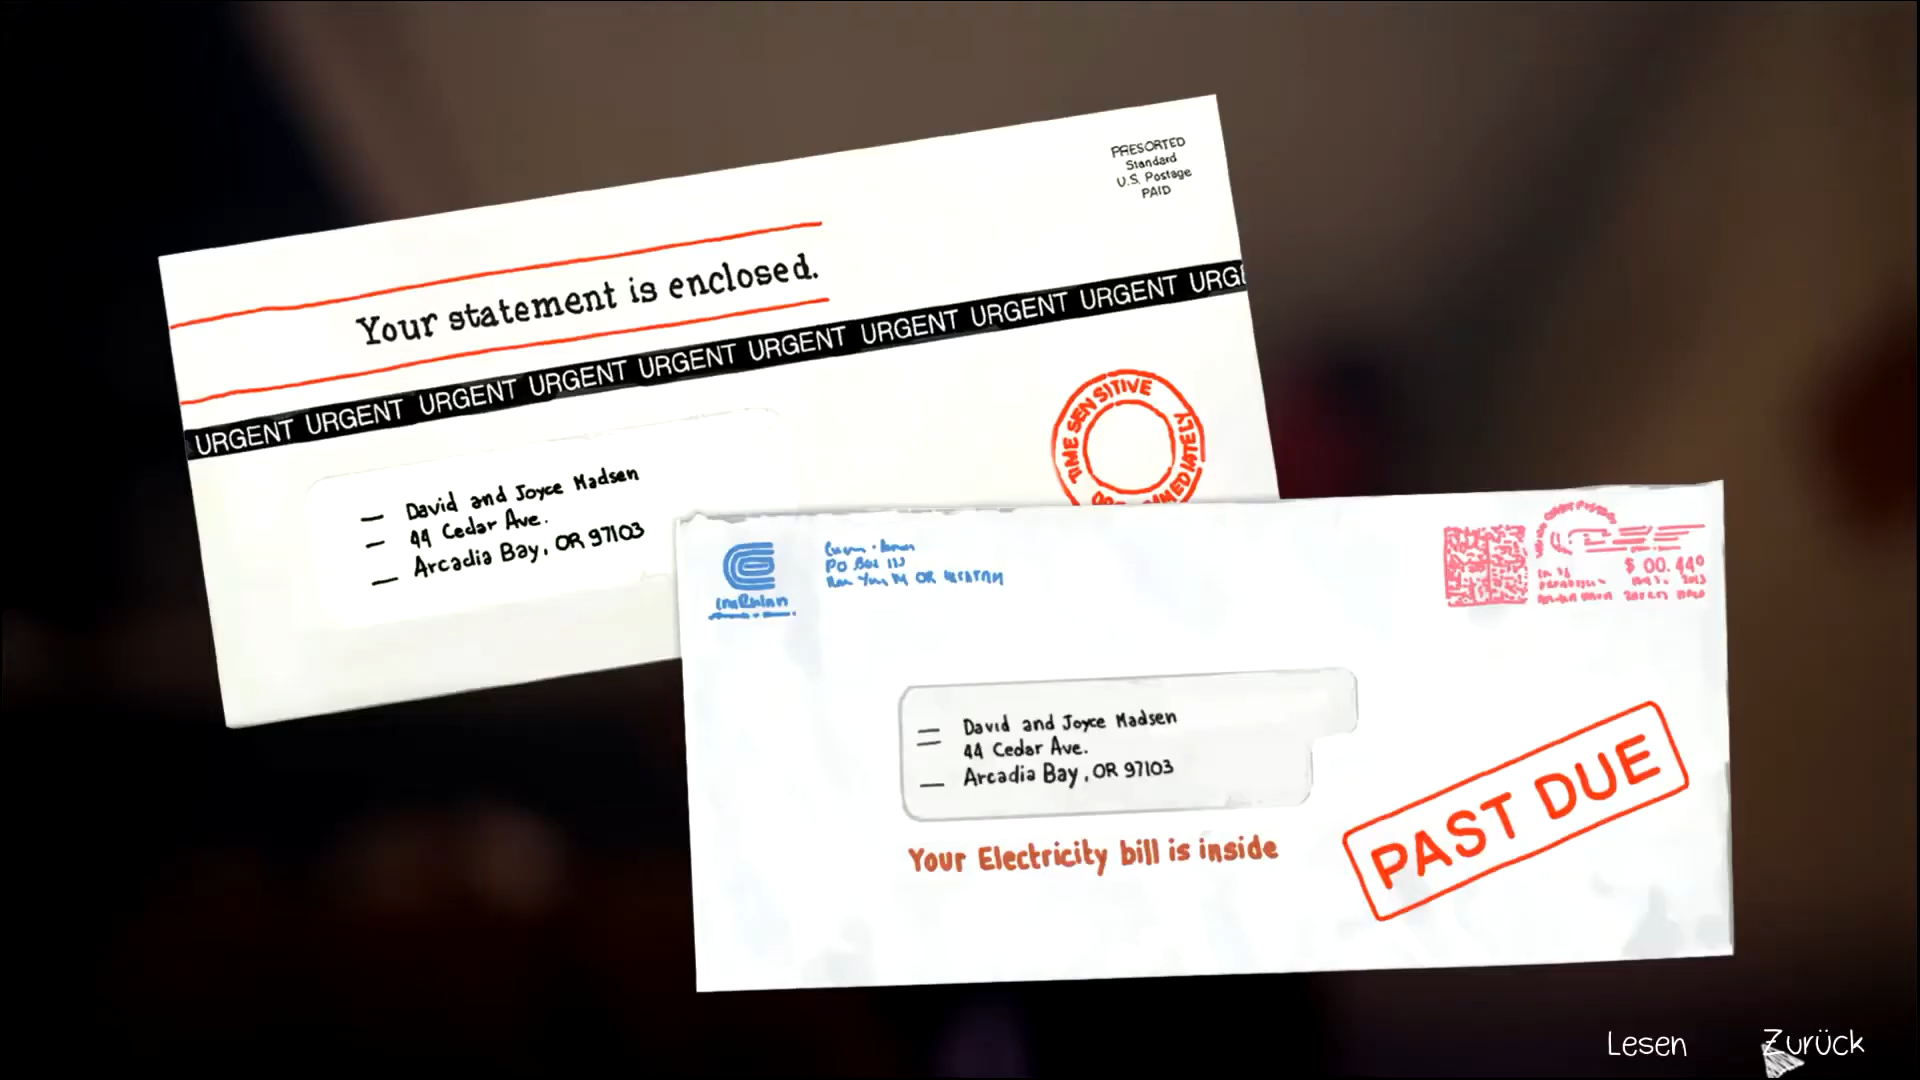 PRESORTED
Standard
U.S. Postage
PAID
Your statement is enclosed.
URGENT URGENT URGENT URGENT URGENT URGENT URGENT URGENT URGENT URGE
TIME SENSITIVE
David and Joyce Madsen
44 Cedar Ave.
Arcadia Bay, OR 97103
PO Box
$ 00.44⁰
David and Joyce Madsen
44 Cedar Ave.
Arcadia Bay, OR 97103
Your Electricity bill is inside
PAST DUE
Lesen
Zurück